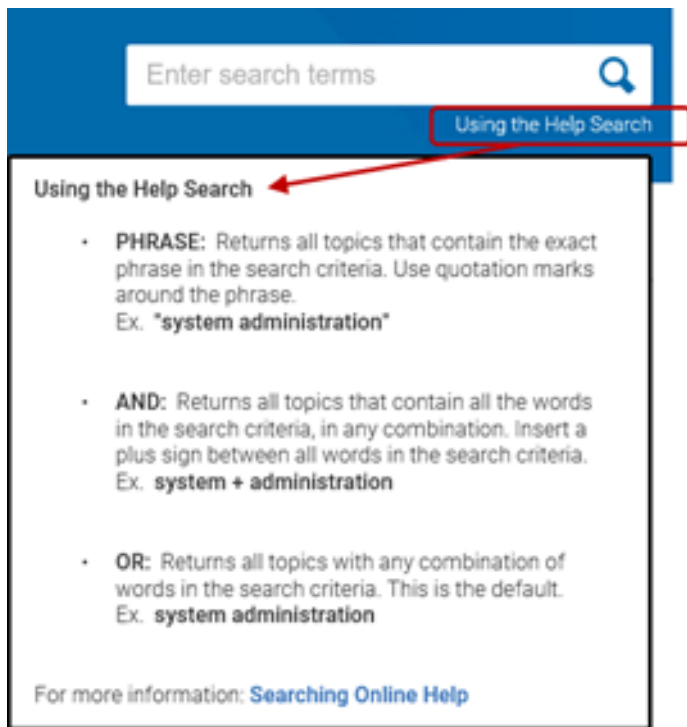 Enter search terms
Using the Help Search
Using the Help Search
• PHRASE: Returns all topics that contain the exact
phrase in the search criteria. Use quotation marks
around the phrase.
Ex. "system administration"
• AND: Returns all topics that contain all the words
in the search criteria, in any combination. Insert a
plus sign between all words in the search criteria.
Ex. system + administration
• OR: Returns all topics with any combination of
words in the search criteria. This is the default.
Ex. system administration
For more information: Searching Online Help